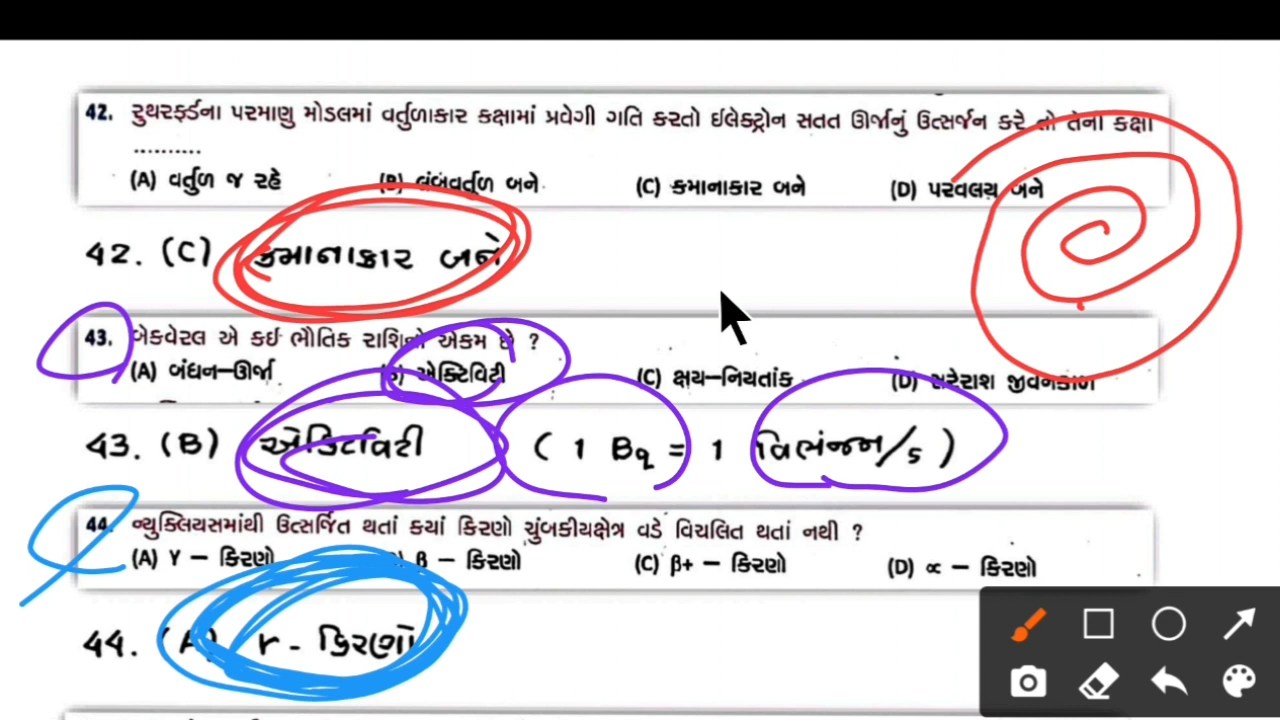 42. રુથરફર્ડના પરમાણુ મોડલમાં વર્તુળાકાર કક્ષામાં પ્રવેગી ગતિ કરતો ઈલેક્ટ્રોન સતત ઊર્જાનું ઉત્સર્જન કરે તો તેની કક્ષા
..........
(A) વર્તુળ જ રહે (B) લંબવર્તુળ બને. (C) કમાનાકાર બને (D) પરવલય બને
42. (C) કમાનાકાર બને
43. બેકવેરલ એ કઈ ભૌતિક રાશિનો એકમ છે ?
(A) બંધન–ઊર્જા (B) એક્ટિવિટી (C) ક્ષય–નિયતાંક (D) સરેરાશ જીવનકાળ
43. (B) એક્ટિવિટી ( 1 Bq = 1 વિભંજન/s )
44. ન્યુક્લિયસમાંથી ઉત્સર્જિત થતાં કયાં કિરણો ચુંબકીયક્ષેત્ર વડે વિચલિત થતાં નથી ?
(A) Y – કિરણો (B) β – કિરણો (C) β+ – કિરણો (D) ∝ – કિરણો
44. (A) r - કિરણો